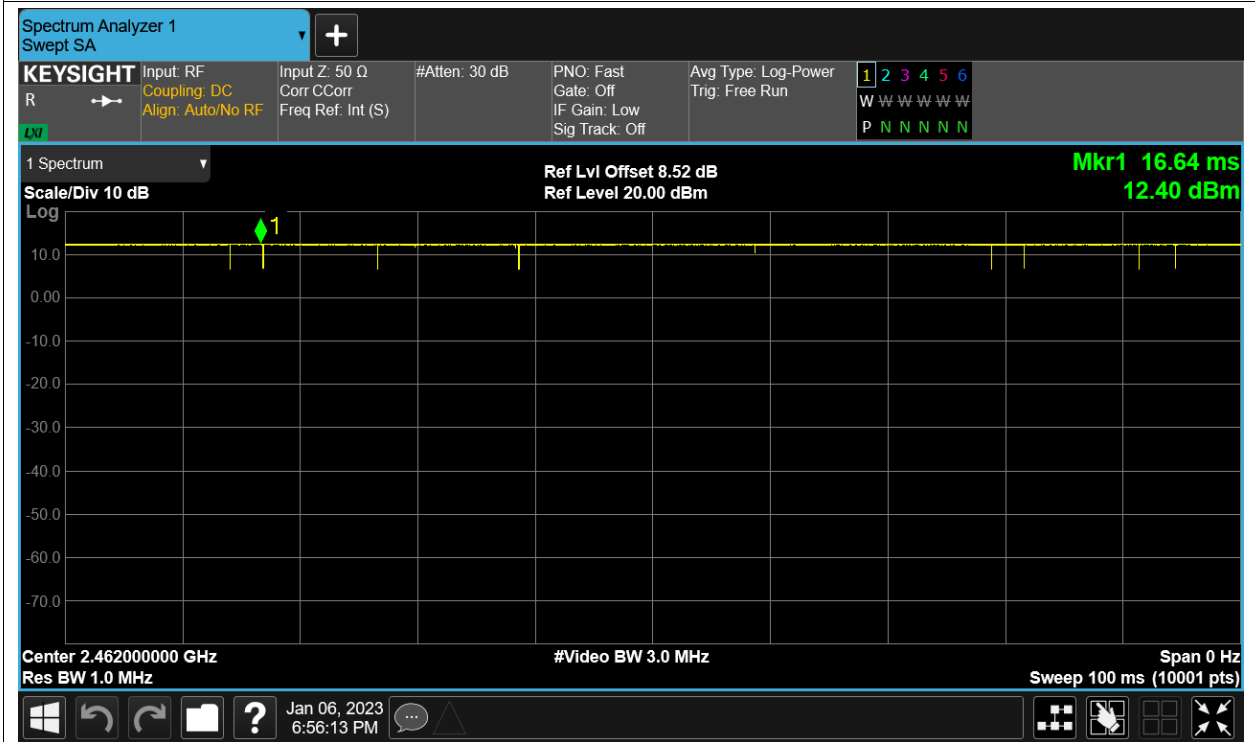 Spectrum Analyzer 1
Swept SA
+
KEYSIGHT
R
LXI
Input: RF
Coupling: DC
Align: Auto/No RF
Input Z: 50 Ω
Corr CCorr
Freq Ref: Int (S)
#Atten: 30 dB
PNO: Fast
Gate: Off
IF Gain: Low
Sig Track: Off
Avg Type: Log-Power
Trig: Free Run
1 2 3 4 5 6
W W W W W W
P N N N N N
1 Spectrum
Scale/Div 10 dB
Ref Lvl Offset 8.52 dB
Ref Level 20.00 dBm
Mkr1 16.64 ms
12.40 dBm
Log
1
10.0
0.00
-10.0
-20.0
-30.0
-40.0
-50.0
-60.0
-70.0
Center 2.462000000 GHz
Res BW 1.0 MHz
#Video BW 3.0 MHz
Span 0 Hz
Sweep 100 ms (10001 pts)
?
Jan 06, 2023
6:56:13 PM